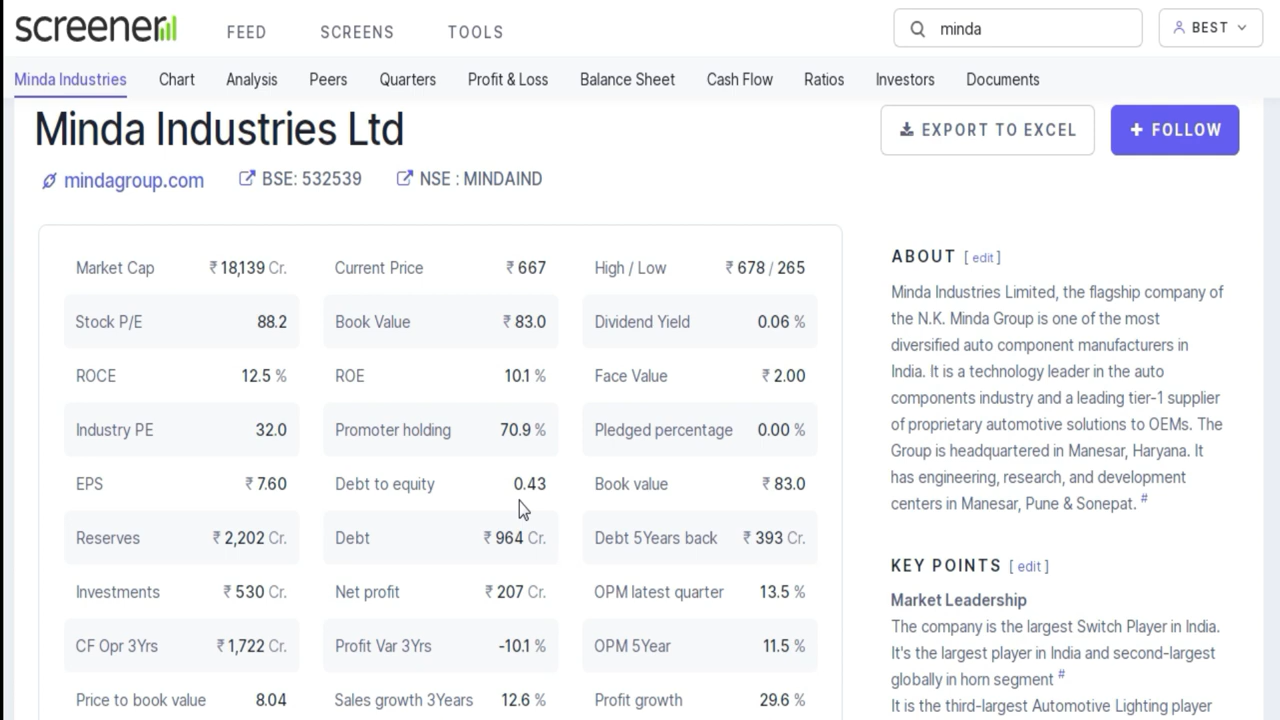 screener
FEED SCREENS TOOLS
minda
BEST
Minda Industries Chart Analysis Peers Quarters Profit & Loss Balance Sheet Cash Flow Ratios Investors Documents
Minda Industries Ltd
EXPORT TO EXCEL
+ FOLLOW
mindagroup.com BSE: 532539 NSE : MINDAIND
Market Cap ₹ 18,139 Cr. Current Price ₹ 667 High / Low ₹ 678 / 265
Stock P/E 88.2 Book Value ₹ 83.0 Dividend Yield 0.06 %
ROCE 12.5 % ROE 10.1 % Face Value ₹ 2.00
Industry PE 32.0 Promoter holding 70.9 % Pledged percentage 0.00 %
EPS ₹ 7.60 Debt to equity 0.43 Book value ₹ 83.0
Reserves ₹ 2,202 Cr. Debt ₹ 964 Cr. Debt 5Years back ₹ 393 Cr.
Investments ₹ 530 Cr. Net profit ₹ 207 Cr. OPM latest quarter 13.5 %
CF Opr 3Yrs ₹ 1,722 Cr. Profit Var 3Yrs -10.1 % OPM 5Year 11.5 %
Price to book value 8.04 Sales growth 3Years 12.6 % Profit growth 29.6 %
ABOUT [ edit ]
Minda Industries Limited, the flagship company of
the N.K. Minda Group is one of the most
diversified auto component manufacturers in
India. It is a technology leader in the auto
components industry and a leading tier-1 supplier
of proprietary automotive solutions to OEMs. The
Group is headquartered in Manesar, Haryana. It
has engineering, research, and development
centers in Manesar, Pune & Sonepat. #
KEY POINTS [ edit ]
Market Leadership
The company is the largest Switch Player in India.
It's the largest player in India and second-largest
globally in horn segment #
It is the third-largest Automotive Lighting player